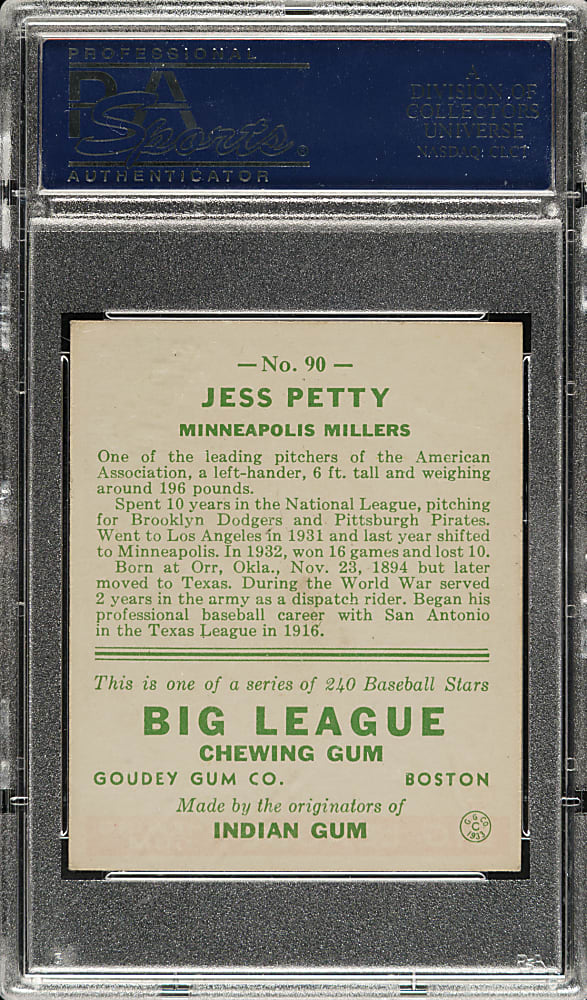 PROFESSIONAL
PSA
Sports
AUTHENTICATOR
A
DIVISION OF
COLLECTORS
UNIVERSE
NASDAQ: CLCT
— No. 90 —
JESS PETTY
MINNEAPOLIS MILLERS
One of the leading pitchers of the American
Association, a left-hander, 6 ft. tall and weighing
around 196 pounds.
Spent 10 years in the National League, pitching
for Brooklyn Dodgers and Pittsburgh Pirates.
Went to Los Angeles in 1931 and last year shifted
to Minneapolis. In 1932, won 16 games and lost 10.
Born at Orr, Okla., Nov. 23, 1894 but later
moved to Texas. During the World War served
2 years in the army as a dispatch rider. Began his
professional baseball career with San Antonio
in the Texas League in 1916.
This is one of a series of 240 Baseball Stars
BIG LEAGUE
CHEWING GUM
GOUDEY GUM CO. BOSTON
Made by the originators of
INDIAN GUM
G. G. CO
C
1933
PSA